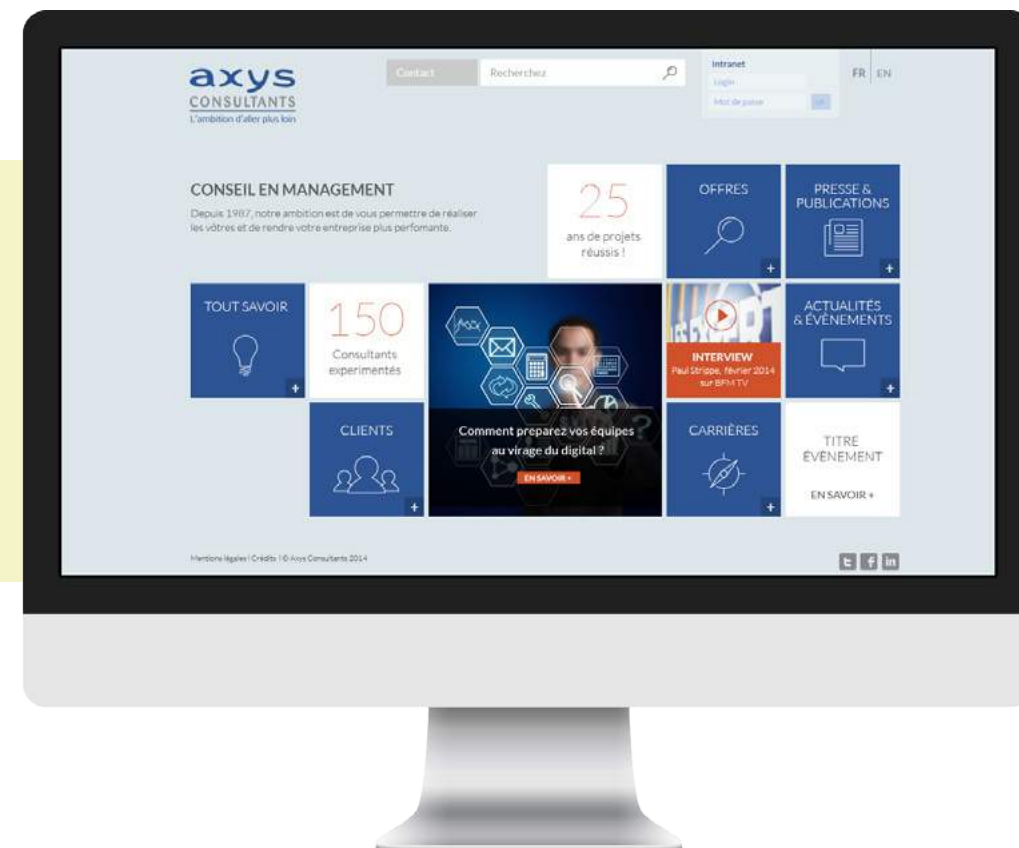 axys
CONSULTANTS
L'ambition d'aller plus loin
Contact
Recherchez
Intranet
Login
Mot de passe
FR EN
CONSEIL EN MANAGEMENT
Depuis 1987, notre ambition est de vous permettre de réaliser
les vôtres et de rendre votre entreprise plus perfomante.
25
ans de projets
réussis !
OFFRES
+
PRESSE &
PUBLICATIONS
+
TOUT SAVOIR
+
150
Consultants
experimentés
CLIENTS
+
Comment preparez vos équipes
au virage du digital ?
EN SAVOIR +
INTERVIEW
Paul Strippe, février 2014
sur BFM TV
ACTUALITÉS
& ÉVÈNEMENTS
+
CARRIÈRES
+
TITRE
ÉVÈNEMENT
EN SAVOIR +
Mentions légales | Crédits | © Axys Consultants 2014